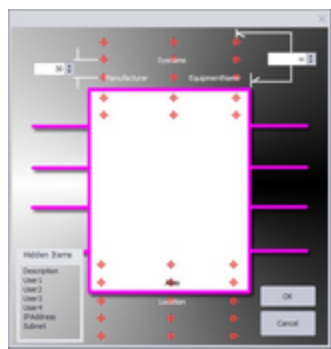 Sysname
Manufacturer EquipmentName
Location
Hidden Items
Description
User1
User2
User3
User4
IPAddress
Subnet
OK
Cancel